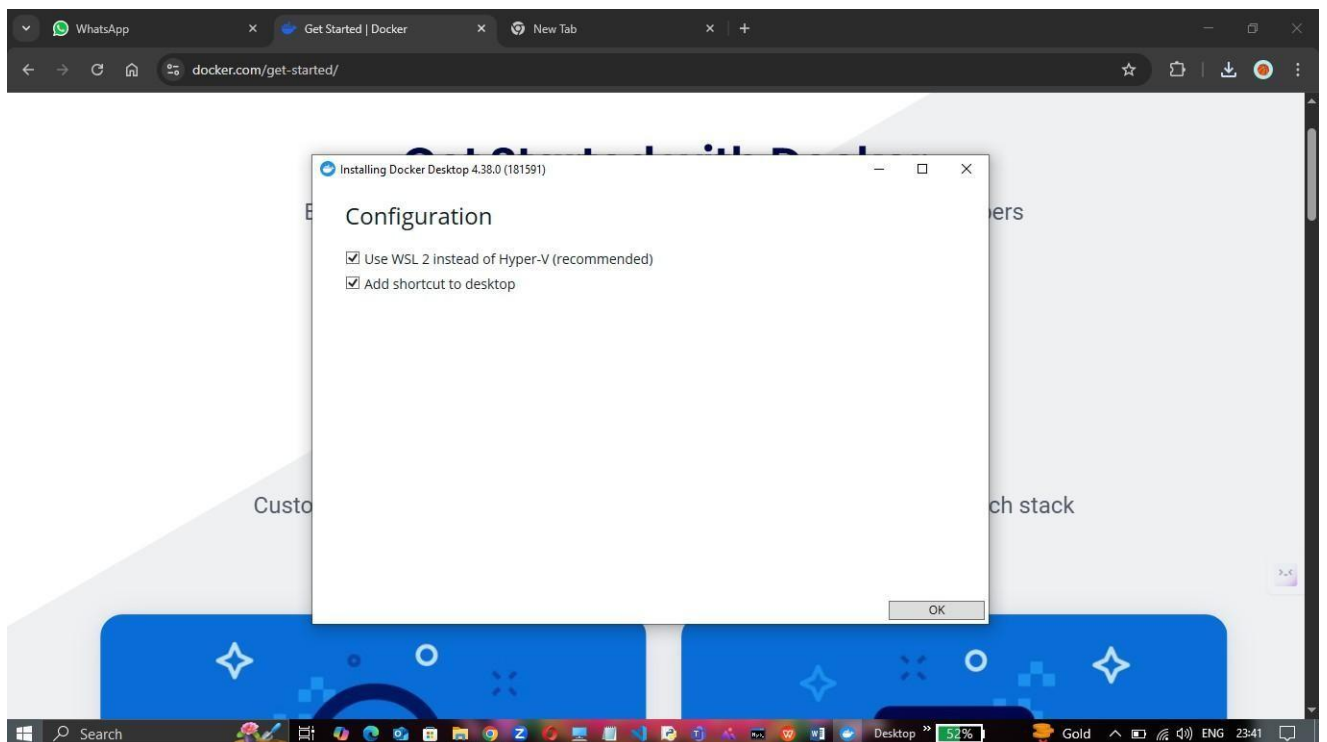 WhatsApp
Get Started | Docker
New Tab
docker.com/get-started/
Installing Docker Desktop 4.38.0 (181591)
Configuration
Use WSL 2 instead of Hyper-V (recommended)
Add shortcut to desktop
ch stack
OK
Search
Desktop
52%
Gold
ENG
23:41